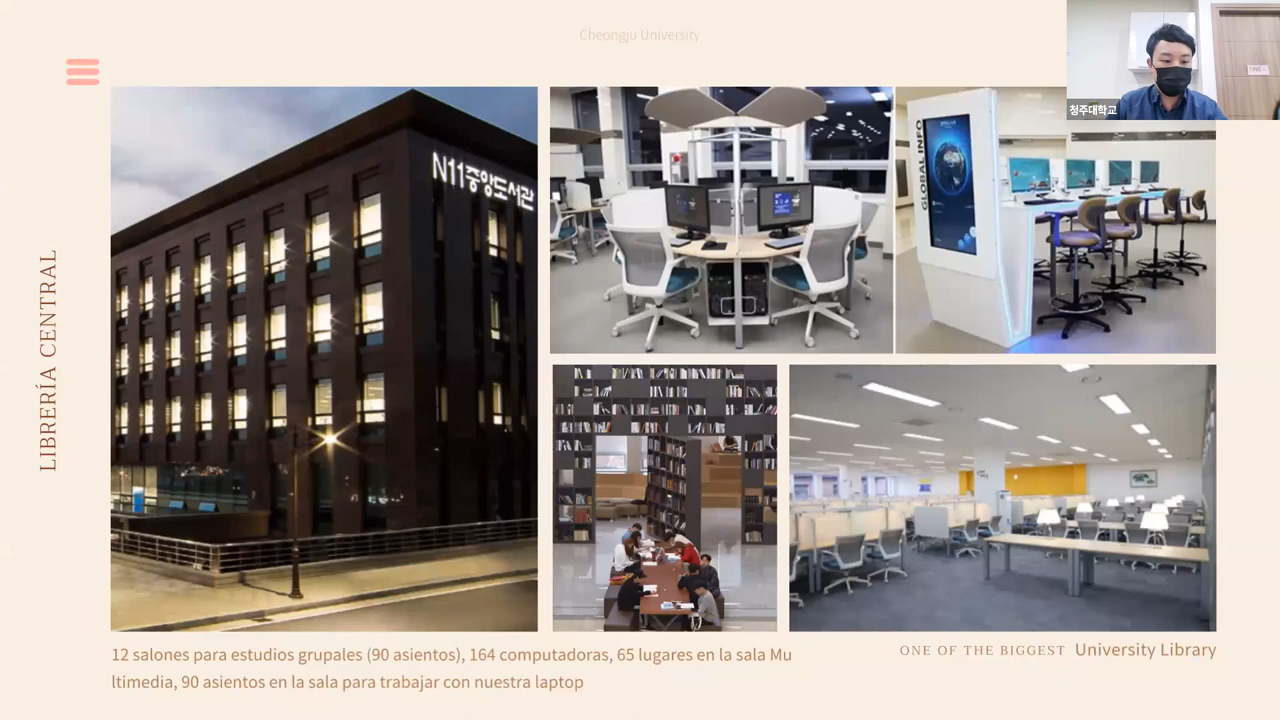 Cheongju University
청주대학교
LIBRERÍA CENTRAL
N11중앙도서관
GLOBAL INFO
12 salones para estudios grupales (90 asientos), 164 computadoras, 65 lugares en la sala Mu
ltimedia, 90 asientos en la sala para trabajar con nuestra laptop
ONE OF THE BIGGEST University Library